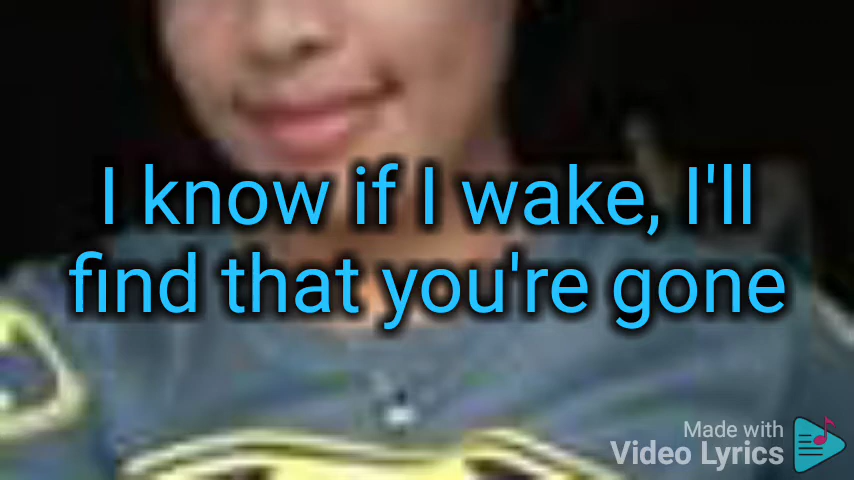 I know if I wake, I'll
find that you're gone
Made with
Video Lyrics